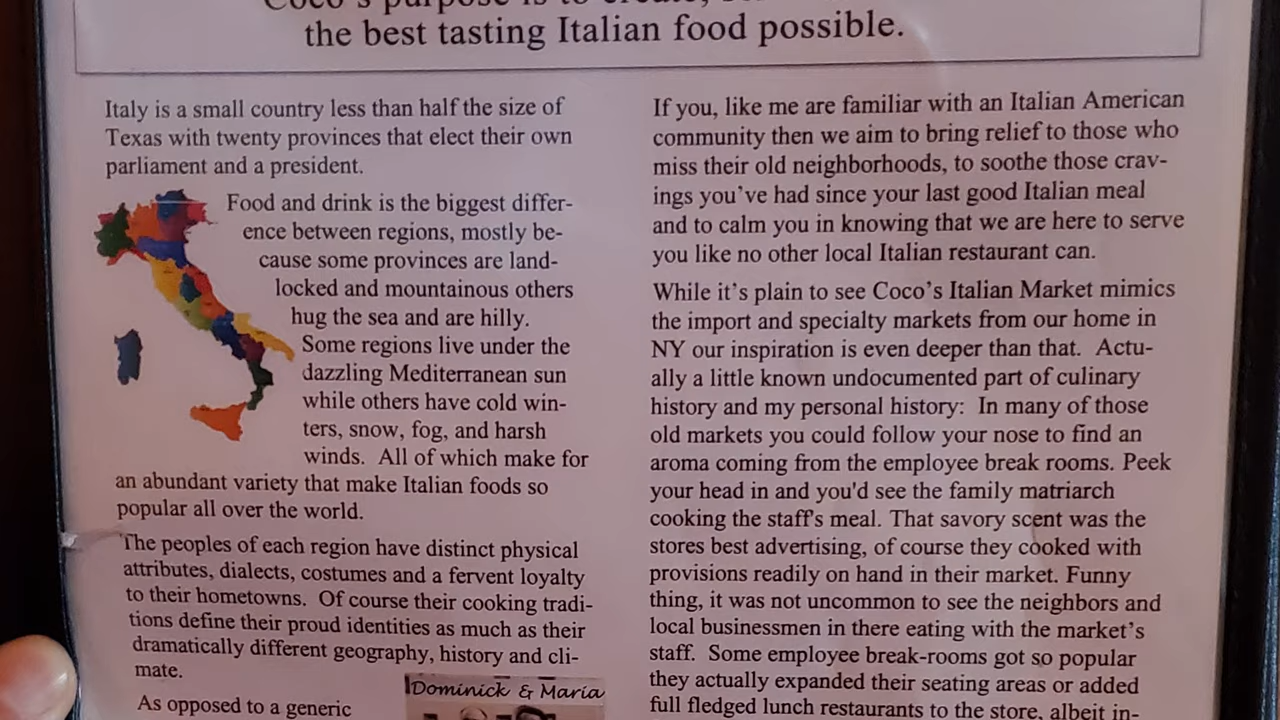 Coco's purpose is to create,
the best tasting Italian food possible.
Italy is a small country less than half the size of
Texas with twenty provinces that elect their own
parliament and a president.
Food and drink is the biggest differ-
ence between regions, mostly be-
cause some provinces are land-
locked and mountainous others
hug the sea and are hilly.
Some regions live under the
dazzling Mediterranean sun
while others have cold win-
ters, snow, fog, and harsh
winds.  All of which make for
an abundant variety that make Italian foods so
popular all over the world.
The peoples of each region have distinct physical
attributes, dialects, costumes and a fervent loyalty
to their hometowns.  Of course their cooking tradi-
tions define their proud identities as much as their
dramatically different geography, history and cli-
mate.
As opposed to a generic
Dominick & Maria
If you, like me are familiar with an Italian American
community then we aim to bring relief to those who
miss their old neighborhoods, to soothe those crav-
ings you've had since your last good Italian meal
and to calm you in knowing that we are here to serve
you like no other local Italian restaurant can.
While it's plain to see Coco's Italian Market mimics
the import and specialty markets from our home in
NY our inspiration is even deeper than that.  Actu-
ally a little known undocumented part of culinary
history and my personal history:  In many of those
old markets you could follow your nose to find an
aroma coming from the employee break rooms. Peek
your head in and you'd see the family matriarch
cooking the staff's meal. That savory scent was the
stores best advertising, of course they cooked with
provisions readily on hand in their market. Funny
thing, it was not uncommon to see the neighbors and
local businessmen in there eating with the market's
staff.  Some employee break-rooms got so popular
they actually expanded their seating areas or added
full fledged lunch restaurants to the store, albeit in-